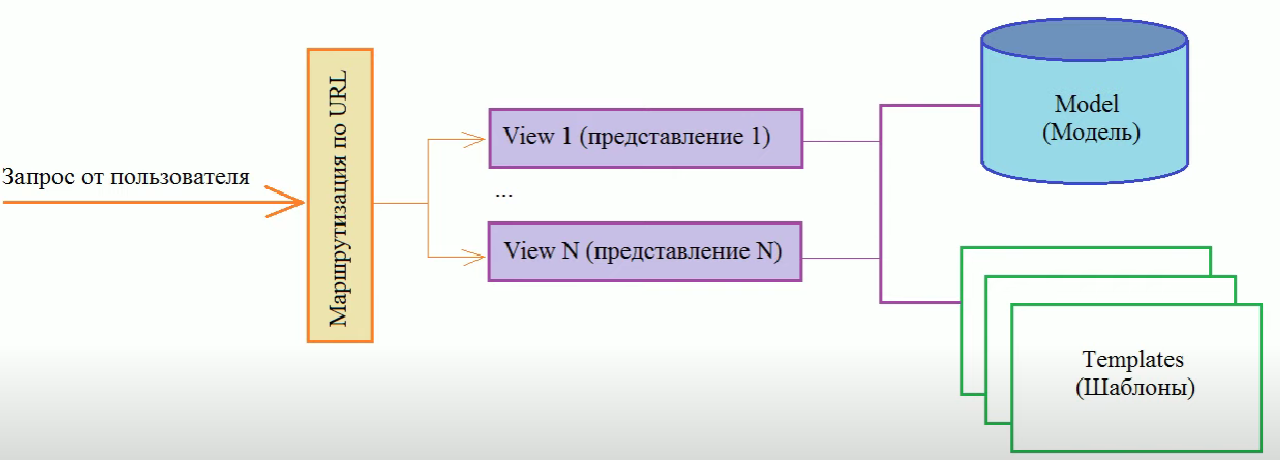 Запрос от пользователя
Маршрутизация по URL
View 1 (представление 1)
...
View N (представление N)
Model
(Модель)
Templates
(Шаблоны)